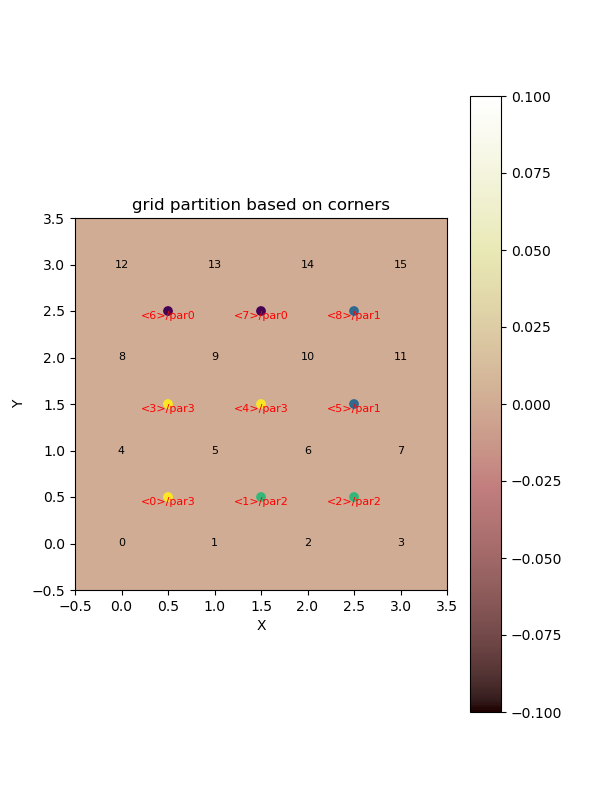 grid partition based on corners
3.5
3.0
2.5
2.0
1.5
1.0
0.5
0.0
−0.5
Y
12 13 14 15
<6>/par0 <7>/par0 <8>/par1
8 9 10 11
<3>/par3 <4>/par3 <5>/par1
4 5 6 7
<0>/par3 <1>/par2 <2>/par2
0 1 2 3
−0.5 0.0 0.5 1.0 1.5 2.0 2.5 3.0 3.5
X
0.100
0.075
0.050
0.025
0.000
−0.025
−0.050
−0.075
−0.100